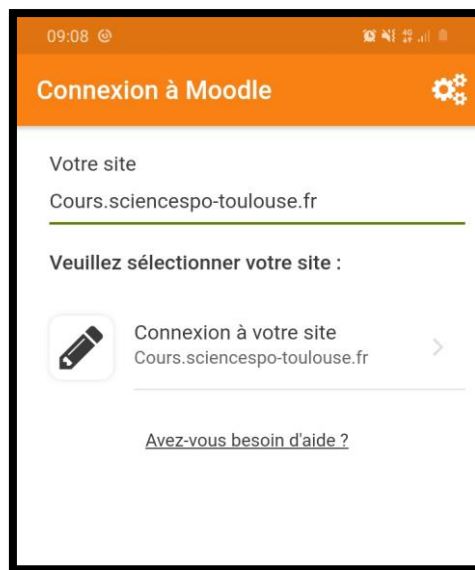 09:08
4G
Connexion à Moodle
Votre site
Cours.sciencespo-toulouse.fr
Veuillez sélectionner votre site :
Connexion à votre site
Cours.sciencespo-toulouse.fr
Avez-vous besoin d'aide ?